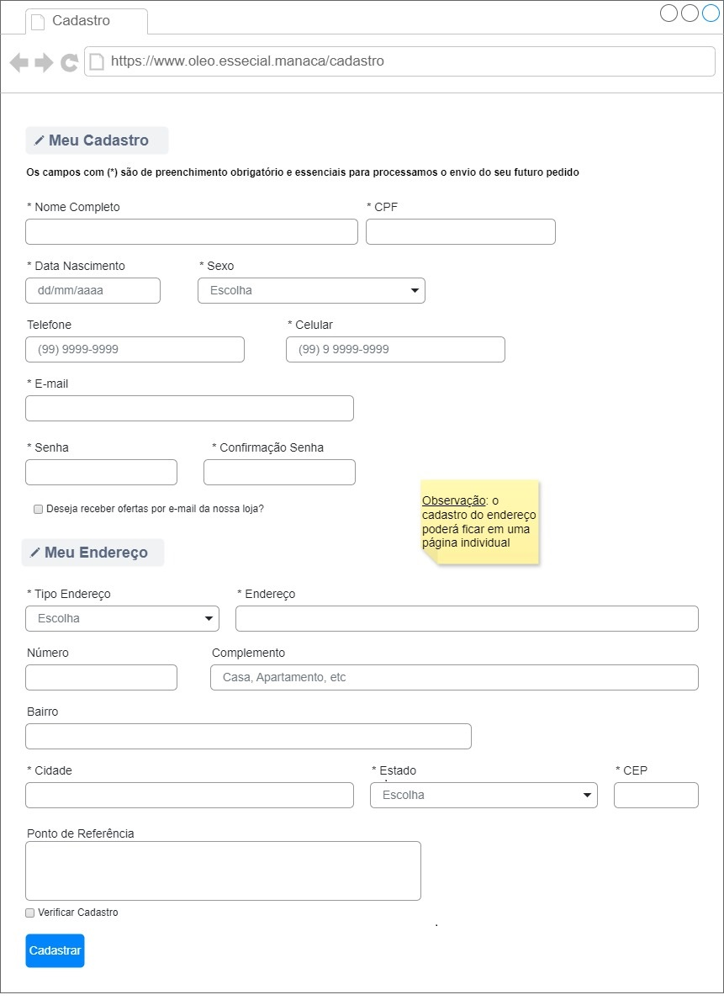 Cadastro
https://www.oleo.essecial.manaca/cadastro
Meu Cadastro
Os campos com (*) são de preenchimento obrigatório e essenciais para processamos o envio do seu futuro pedido
* Nome Completo
* CPF
* Data Nascimento
* Sexo
dd/mm/aaaa
Escolha
Telefone
* Celular
(99) 9999-9999
(99) 9 9999-9999
* E-mail
* Senha
* Confirmação Senha
Deseja receber ofertas por e-mail da nossa loja?
Observação: o
cadastro do endereço
poderá ficar em uma
página individual
Meu Endereço
* Tipo Endereço
* Endereço
Escolha
Número
Complemento
Casa, Apartamento, etc
Bairro
* Cidade
* Estado
* CEP
Escolha
Ponto de Referência
Verificar Cadastro
Cadastrar